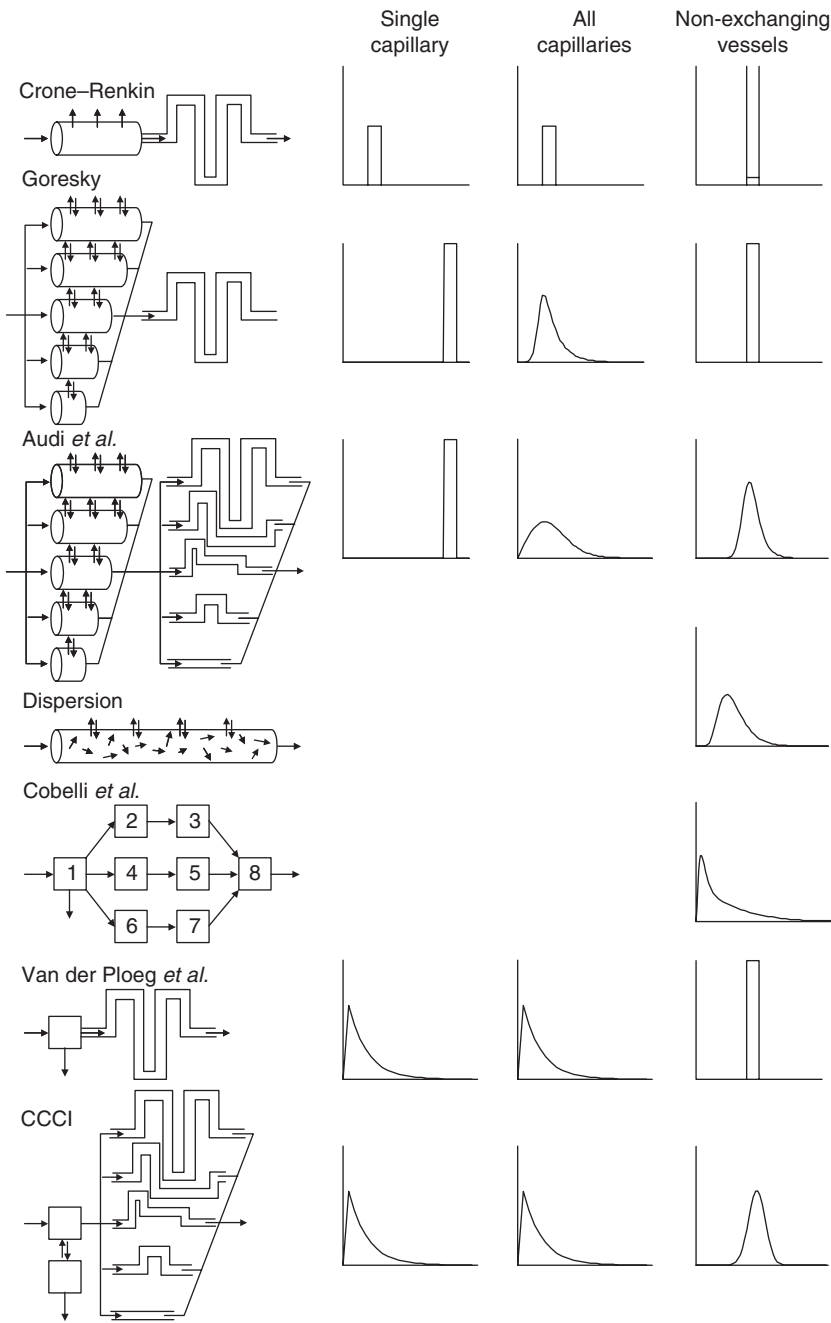 Single
capillary
All
capillaries
Non-exchanging
vessels
Crone–Renkin
Goresky
Audi et al.
Dispersion
Cobelli et al.
2
3
1
4
5
8
6
7
Van der Ploeg et al.
CCCI